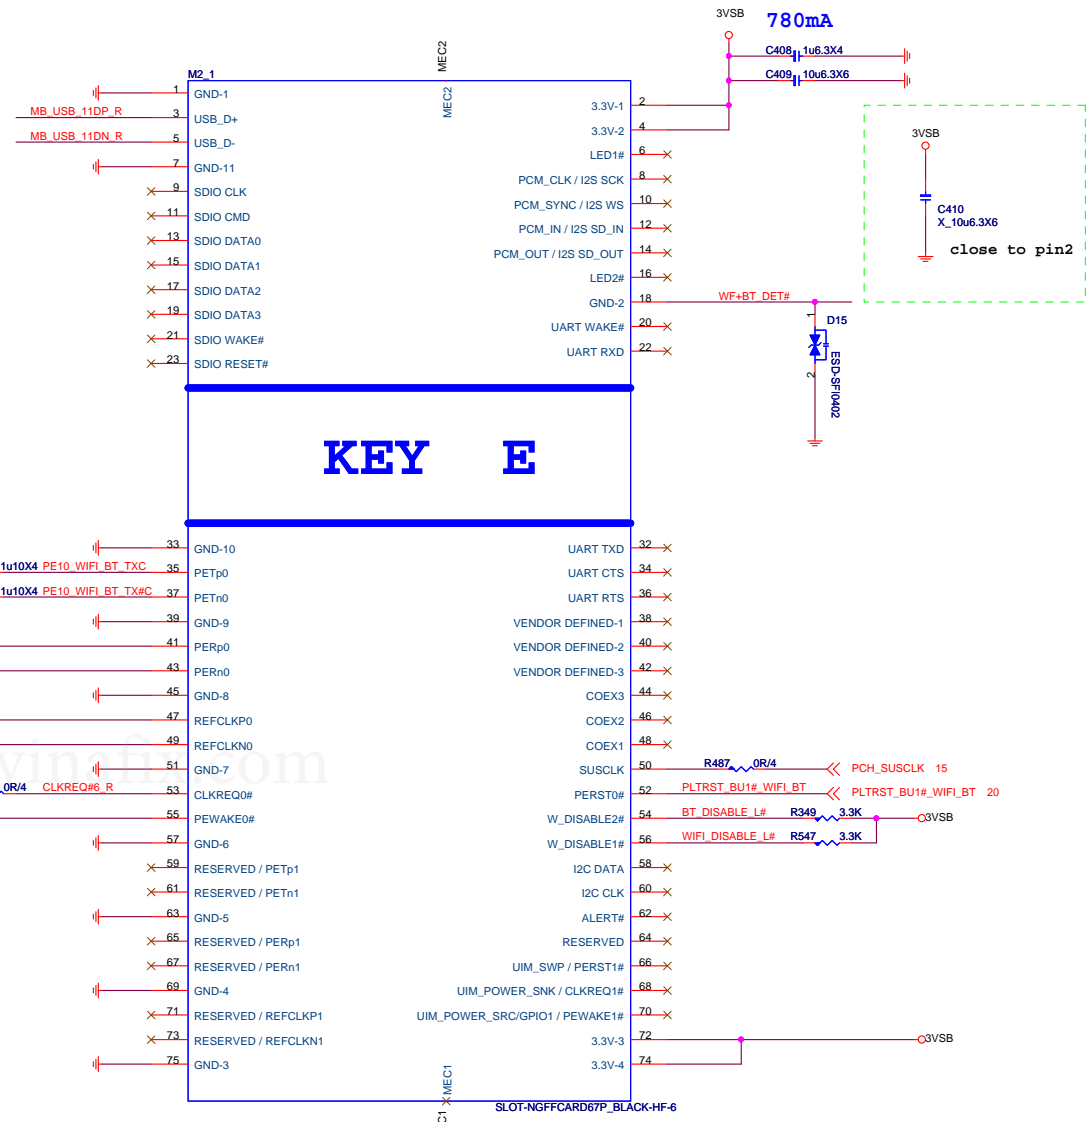 3VSB 780mA
C408 1u6.3X4
C409 10u6.3X6
MEC2
MEC2
M2_1
1 GND-1
MB_USB_11DP_R 3 USB_D+
MB_USB_11DN_R 5 USB_D-
7 GND-11
9 SDIO CLK
11 SDIO CMD
13 SDIO DATA0
15 SDIO DATA1
17 SDIO DATA2
19 SDIO DATA3
21 SDIO WAKE#
23 SDIO RESET#
3.3V-1 2
3.3V-2 4
LED1# 6
PCM_CLK / I2S SCK 8
PCM_SYNC / I2S WS 10
PCM_IN / I2S SD_IN 12
PCM_OUT / I2S SD_OUT 14
LED2# 16
GND-2 18 WF+BT_DET#
UART WAKE# 20
UART RXD 22
3VSB
C410
X_10u6.3X6
close to pin2
1
D15
ESD-SFI0402
2
KEY E
33 GND-10
1u10X4 PE10_WIFI_BT_TXC 35 PETp0
1u10X4 PE10_WIFI_BT_TX#C 37 PETn0
39 GND-9
41 PERp0
43 PERn0
45 GND-8
47 REFCLKP0
49 REFCLKN0
51 GND-7
0R/4 CLKREQ#6_R 53 CLKREQ0#
55 PEWAKE0#
57 GND-6
59 RESERVED / PETp1
61 RESERVED / PETn1
63 GND-5
65 RESERVED / PERp1
67 RESERVED / PERn1
69 GND-4
71 RESERVED / REFCLKP1
73 RESERVED / REFCLKN1
75 GND-3
UART TXD 32
UART CTS 34
UART RTS 36
VENDOR DEFINED-1 38
VENDOR DEFINED-2 40
VENDOR DEFINED-3 42
COEX3 44
COEX2 46
COEX1 48
SUSCLK 50 R487 0R/4 PCH_SUSCLK 15
PERST0# 52 PLTRST_BU1#_WIFI_BT PLTRST_BU1#_WIFI_BT 20
W_DISABLE2# 54 BT_DISABLE_L# R349 3.3K 3VSB
W_DISABLE1# 56 WIFI_DISABLE_L# R547 3.3K
I2C DATA 58
I2C CLK 60
ALERT# 62
RESERVED 64
UIM_SWP / PERST1# 66
UIM_POWER_SNK / CLKREQ1# 68
UIM_POWER_SRC/GPIO1 / PEWAKE1# 70
3.3V-3 72 3VSB
3.3V-4 74
MEC1
C1
SLOT-NGFFCARD67P_BLACK-HF-6
vinafix.com